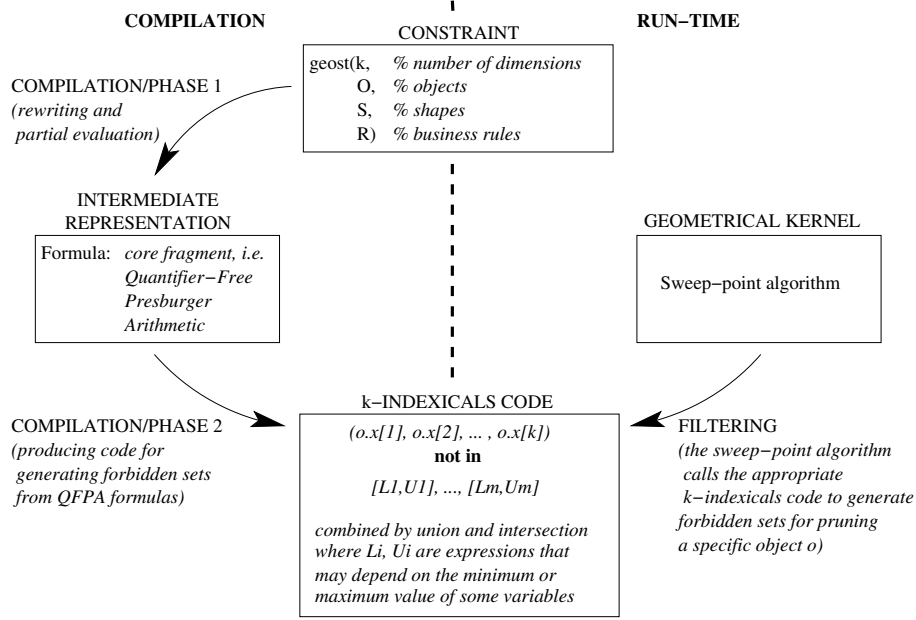 COMPILATION
RUN−TIME
CONSTRAINT
geost(k, % number of dimensions
O, % objects
S, % shapes
R) % business rules
COMPILATION/PHASE 1
(rewriting and
partial evaluation)
INTERMEDIATE
REPRESENTATION
Formula: core fragment, i.e.
Quantifier−Free
Presburger
Arithmetic
GEOMETRICAL KERNEL
Sweep−point algorithm
COMPILATION/PHASE 2
(producing code for
generating forbidden sets
from QFPA formulas)
k−INDEXICALS CODE
(o.x[1], o.x[2], ... , o.x[k])
not in
[L1,U1], ..., [Lm,Um]
combined by union and intersection
where Li, Ui are expressions that
may depend on the minimum or
maximum value of some variables
FILTERING
(the sweep−point algorithm
calls the appropriate
k−indexicals code to generate
forbidden sets for pruning
a specific object o)